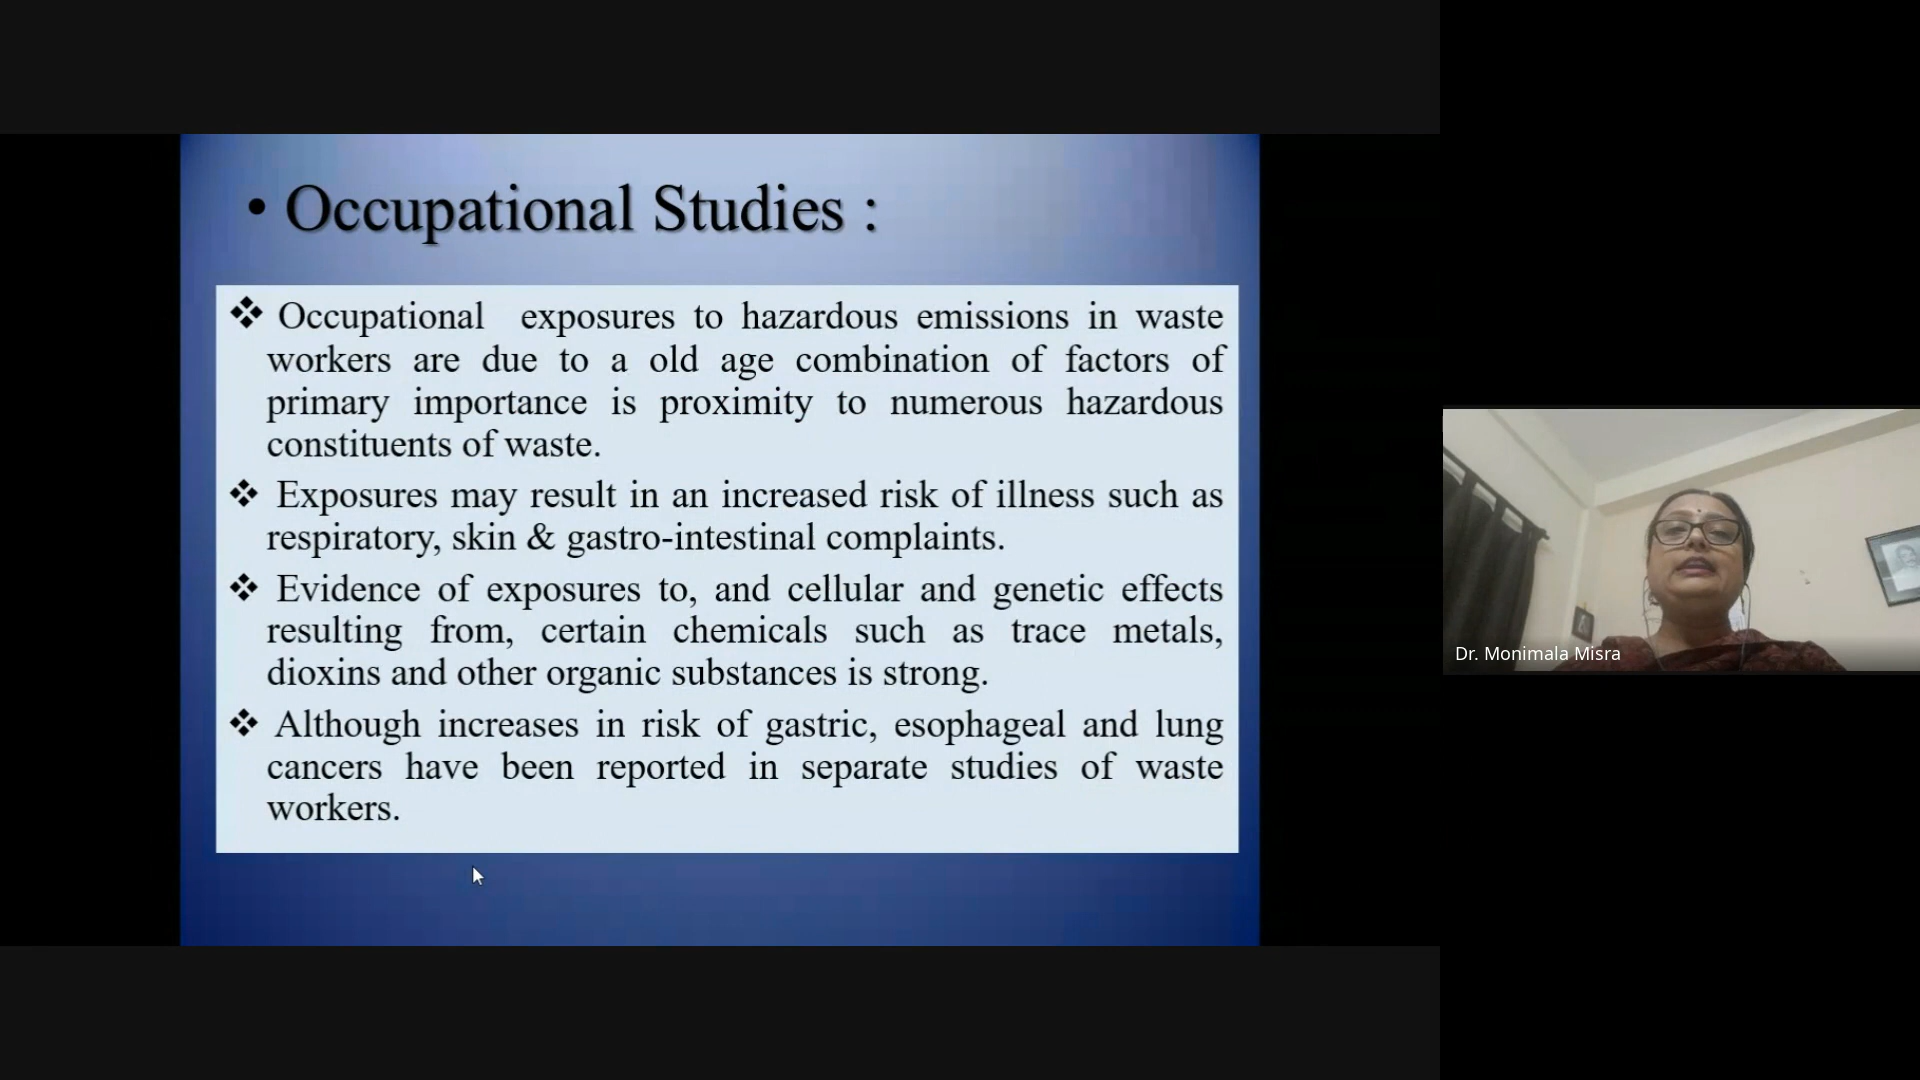 • Occupational Studies :
❖ Occupational exposures to hazardous emissions in waste
workers are due to a old age combination of factors of
primary importance is proximity to numerous hazardous
constituents of waste.
❖ Exposures may result in an increased risk of illness such as
respiratory, skin & gastro-intestinal complaints.
❖ Evidence of exposures to, and cellular and genetic effects
resulting from, certain chemicals such as trace metals,
dioxins and other organic substances is strong.
❖ Although increases in risk of gastric, esophageal and lung
cancers have been reported in separate studies of waste
workers.
Dr. Monimala Misra